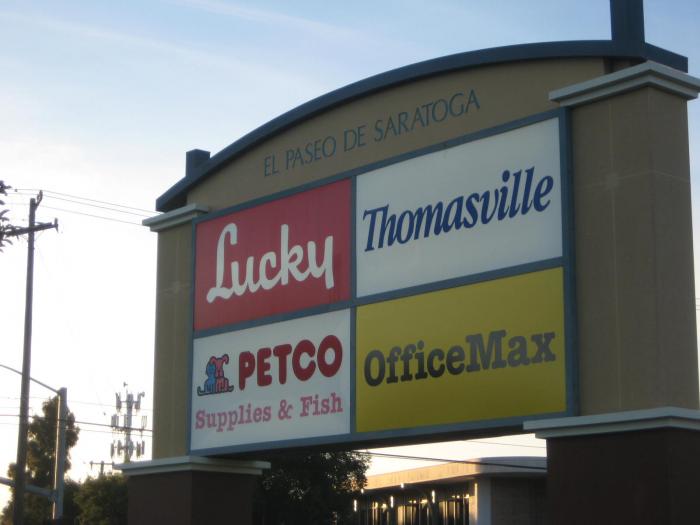 EL PASEO DE SARATOGA
Lucky
Thomasville
PETCO
Supplies & Fish
OfficeMax